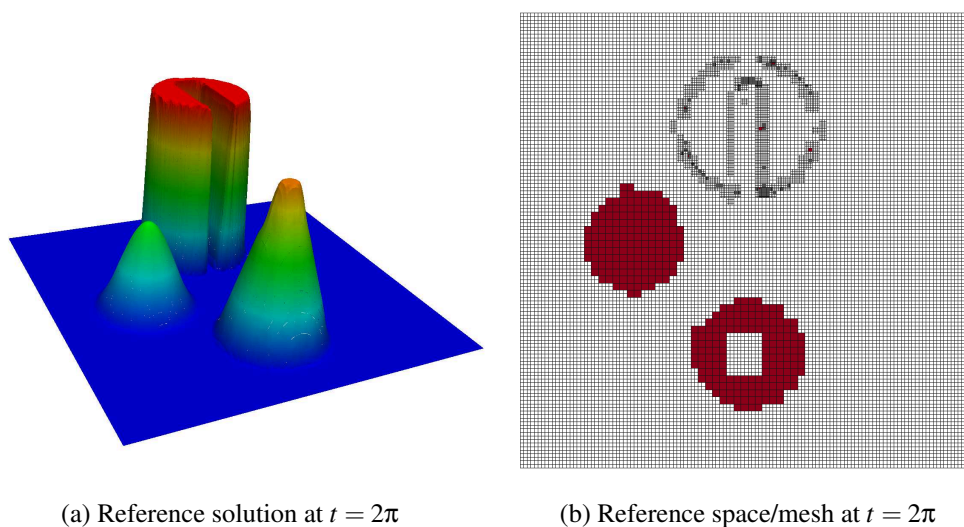 (a) Reference solution at t = 2π
(b) Reference space/mesh at t = 2π